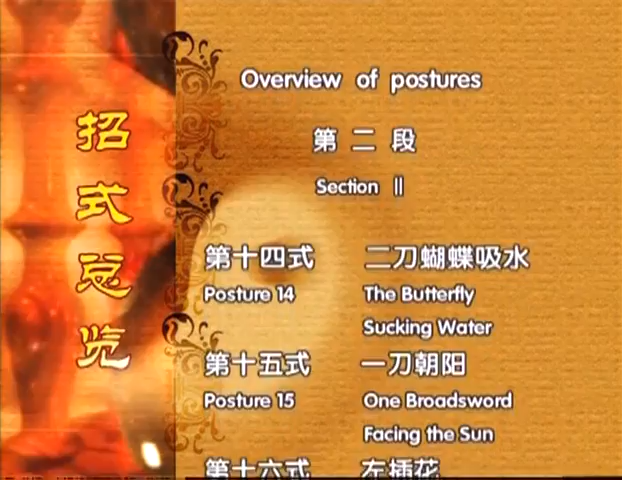 招式总览
Overview of postures
第二段
Section II
第十四式 二刀蝴蝶吸水
Posture 14 The Butterfly
Sucking Water
第十五式 一刀朝阳
Posture 15 One Broadsword
Facing the Sun
第十六式 左插花